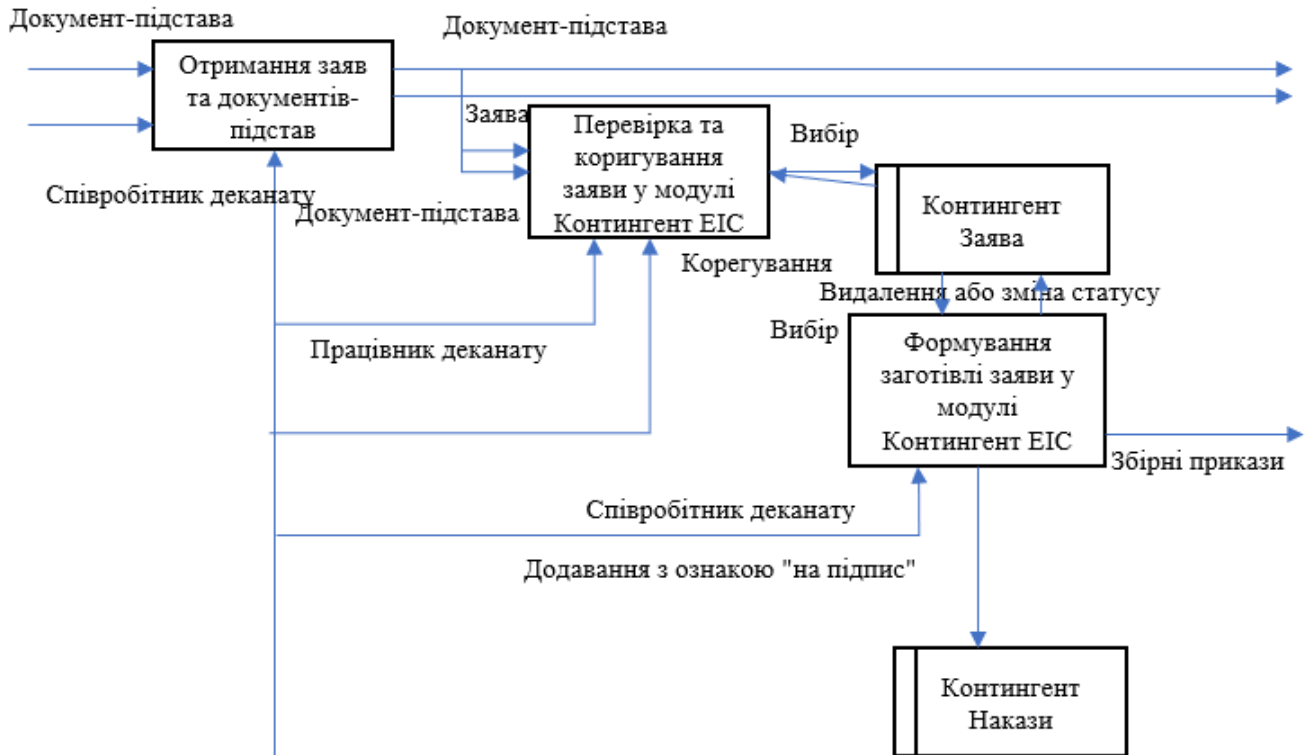 Документ-підстава
Документ-підстава
Отримання заяв
та документів-
підстав
Заява
Перевірка та
коригування
заяви у модулі
Контингент ЕІС
Вибір
Співробітник деканату
Документ-підстава
Контингент
Заява
Корегування
Видалення або зміна статусу
Вибір
Формування
заготівлі заяви у
модулі
Контингент ЕІС
Працівник деканату
Збірні прикази
Співробітник деканату
Додавання з ознакою "на підпис"
Контингент
Накази